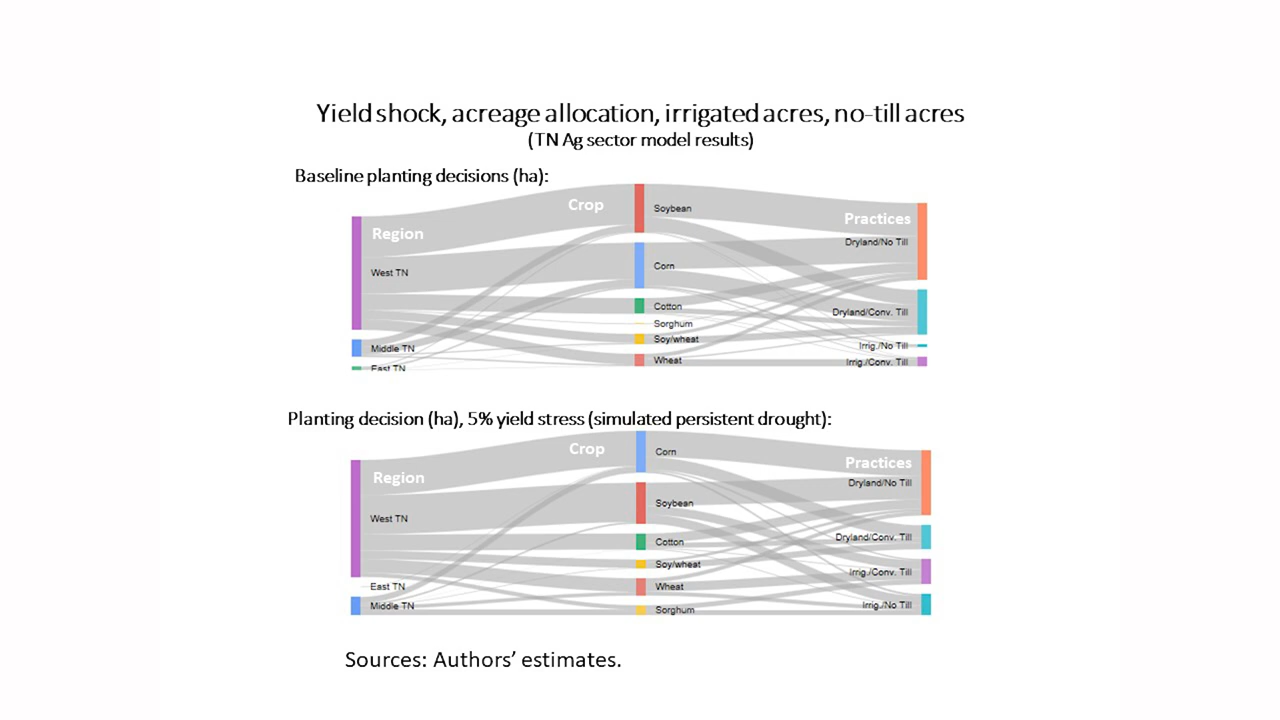 Yield shock, acreage allocation, irrigated acres, no-till acres
(TN Ag sector model results)
Baseline planting decisions (ha):
Crop
Soybean
Practices
Region
Dryland/No Till
West TN
Corn
Cotton
Dryland/Conv. Till
Sorghum
Soy/wheat
Middle TN
Irrig./No Till
Wheat
Irrig./Conv. Till
East TN
Planting decision (ha), 5% yield stress (simulated persistent drought):
Crop
Corn
Practices
Region
Dryland/No Till
Soybean
West TN
Cotton
Dryland/Conv. Till
Soy/wheat
Irrig./Conv. Till
East TN
Wheat
Middle TN
Irrig./No Till
Sorghum
Sources: Authors’ estimates.